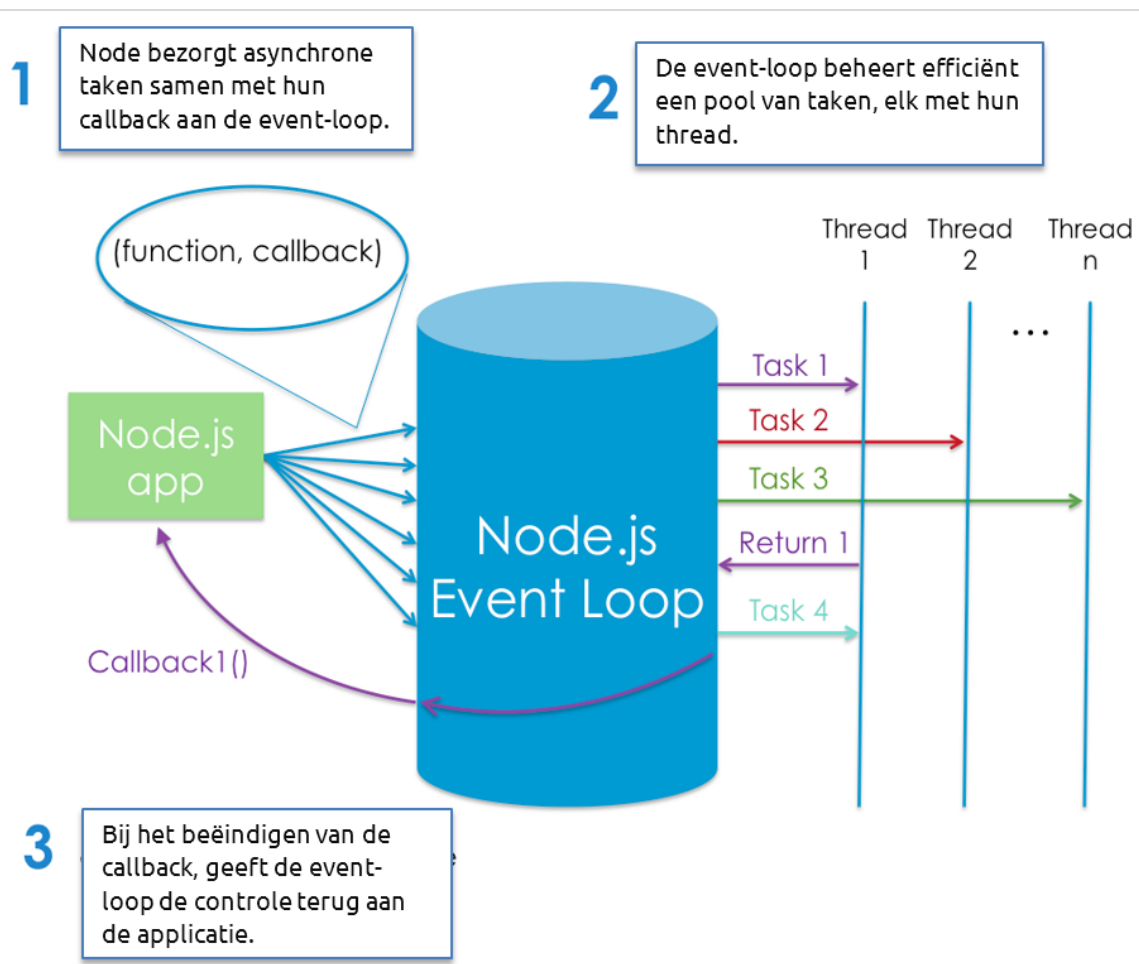 1
Node bezorgt asynchrone
taken samen met hun
callback aan de event-loop.
2
De event-loop beheert efficiënt
een pool van taken, elk met hun
thread.
(function, callback)
Thread
1
Thread
2
...
Thread
n
Node.js
app
Node.js
Event Loop
Task 1
Task 2
Task 3
Return 1
Task 4
Callback1()
3
Bij het beëindigen van de
callback, geeft de event-
loop de controle terug aan
de applicatie.